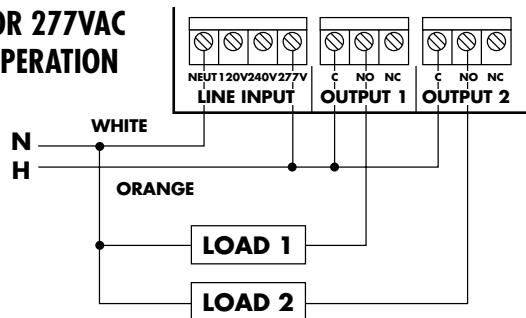 OR 277VAC
PERATION
NEUT 120V 240V 277V C NO NC C NO NC
LINE INPUT OUTPUT 1 OUTPUT 2
WHITE
N
H
ORANGE
LOAD 1
LOAD 2